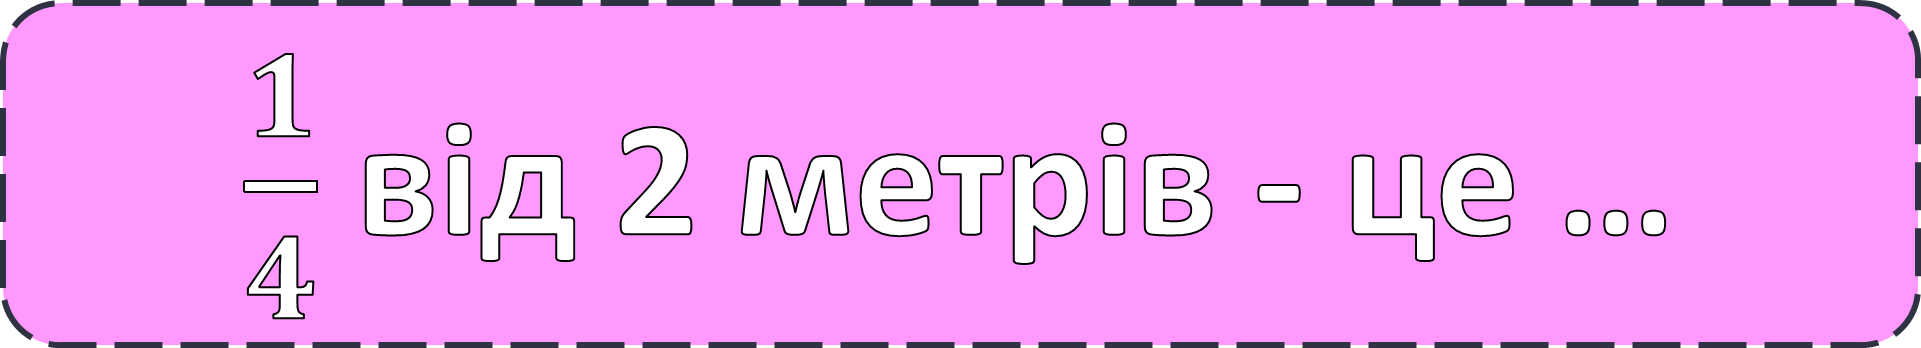 1/4 від 2 метрів - це ...